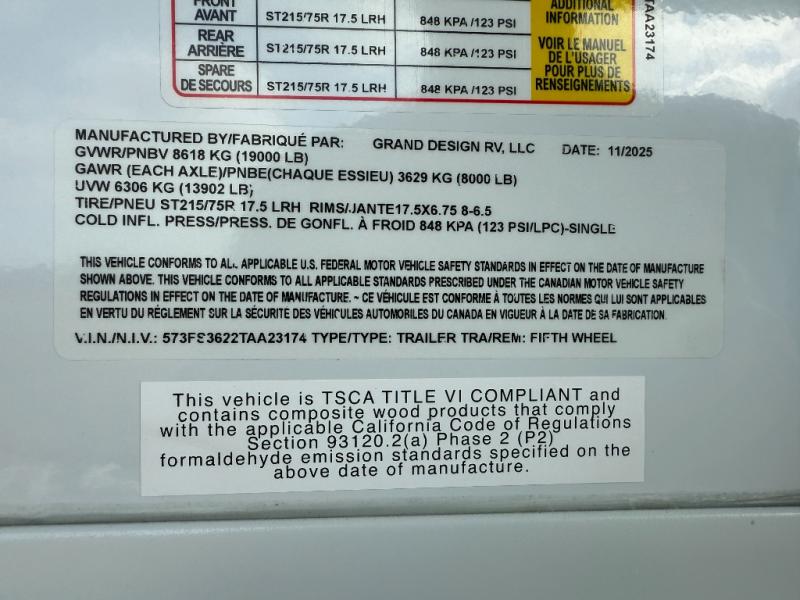 FRONT
AVANT ST215/75R 17.5 LRH 848 KPA /123 PSI
REAR
ARRIÈRE ST215/75R 17.5 LRH 848 KPA /123 PSI
SPARE
DE SECOURS ST215/75R 17.5 LRH 848 KPA /123 PSI
ADDITIONAL
INFORMATION
VOIR LE MANUEL
DE L'USAGER
POUR PLUS DE
RENSEIGNEMENTS
TAA23174
MANUFACTURED BY/FABRIQUÉ PAR: GRAND DESIGN RV, LLC DATE: 11/2025
GVWR/PNBV 8618 KG (19000 LB)
GAWR (EACH AXLE)/PNBE(CHAQUE ESSIEU) 3629 KG (8000 LB)
UVW 6306 KG (13902 LB)
TIRE/PNEU ST215/75R 17.5 LRH RIMS/JANTE17.5X6.75 8-6.5
COLD INFL. PRESS/PRESS. DE GONFL. À FROID 848 KPA (123 PSI/LPC)-SINGLE
THIS VEHICLE CONFORMS TO ALL APPLICABLE U.S. FEDERAL MOTOR VEHICLE SAFETY STANDARDS IN EFFECT ON THE DATE OF MANUFACTURE
SHOWN ABOVE. THIS VEHICLE CONFORMS TO ALL APPLICABLE STANDARDS PRESCRIBED UNDER THE CANADIAN MOTOR VEHICLE SAFETY
REGULATIONS IN EFFECT ON THE DATE OF MANUFACTURE. ~ CE VÉHICULE EST CONFORME À TOUTES LES NORMES QUI LUI SONT APPLICABLES
EN VERTU DU RÉGLEMENT SUR LA SÉCURITÉ DES VÉHICULES AUTOMOBILES DU CANADA EN VIGUEUR À LA DATE DE SA FABRICATION.
V.I.N./N.I.V.: 573FS3622TAA23174 TYPE/TYPE: TRAILER TRA/REM: FIFTH WHEEL
This vehicle is TSCA TITLE VI COMPLIANT and
contains composite wood products that comply
with the applicable California Code of Regulations
Section 93120.2(a) Phase 2 (P2)
formaldehyde emission standards specified on the
above date of manufacture.